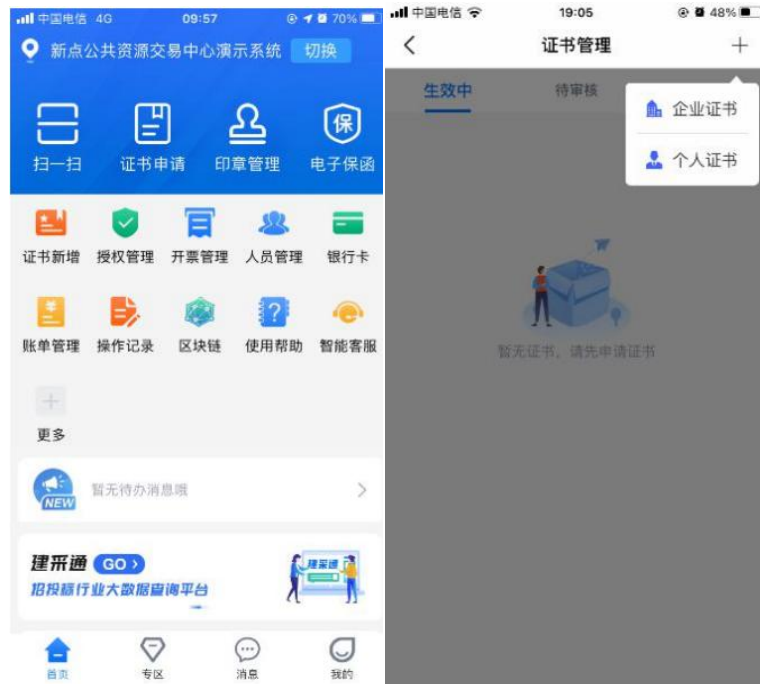 中国电信 4G 09:57 70%
新点公共资源交易中心演示系统 切换
扫一扫 证书申请 印章管理 电子保函
保
证书新增 授权管理 开票管理 人员管理 银行卡
账单管理 操作记录 区块链 使用帮助 智能客服
更多
NEW 暂无待办消息哦
建采通 GO
招投标行业大数据查询平台
建采通
首页 专区 消息 我的
中国电信 19:05 48%
证书管理
生效中 待审核
企业证书
个人证书
暂无证书，请先申请证书